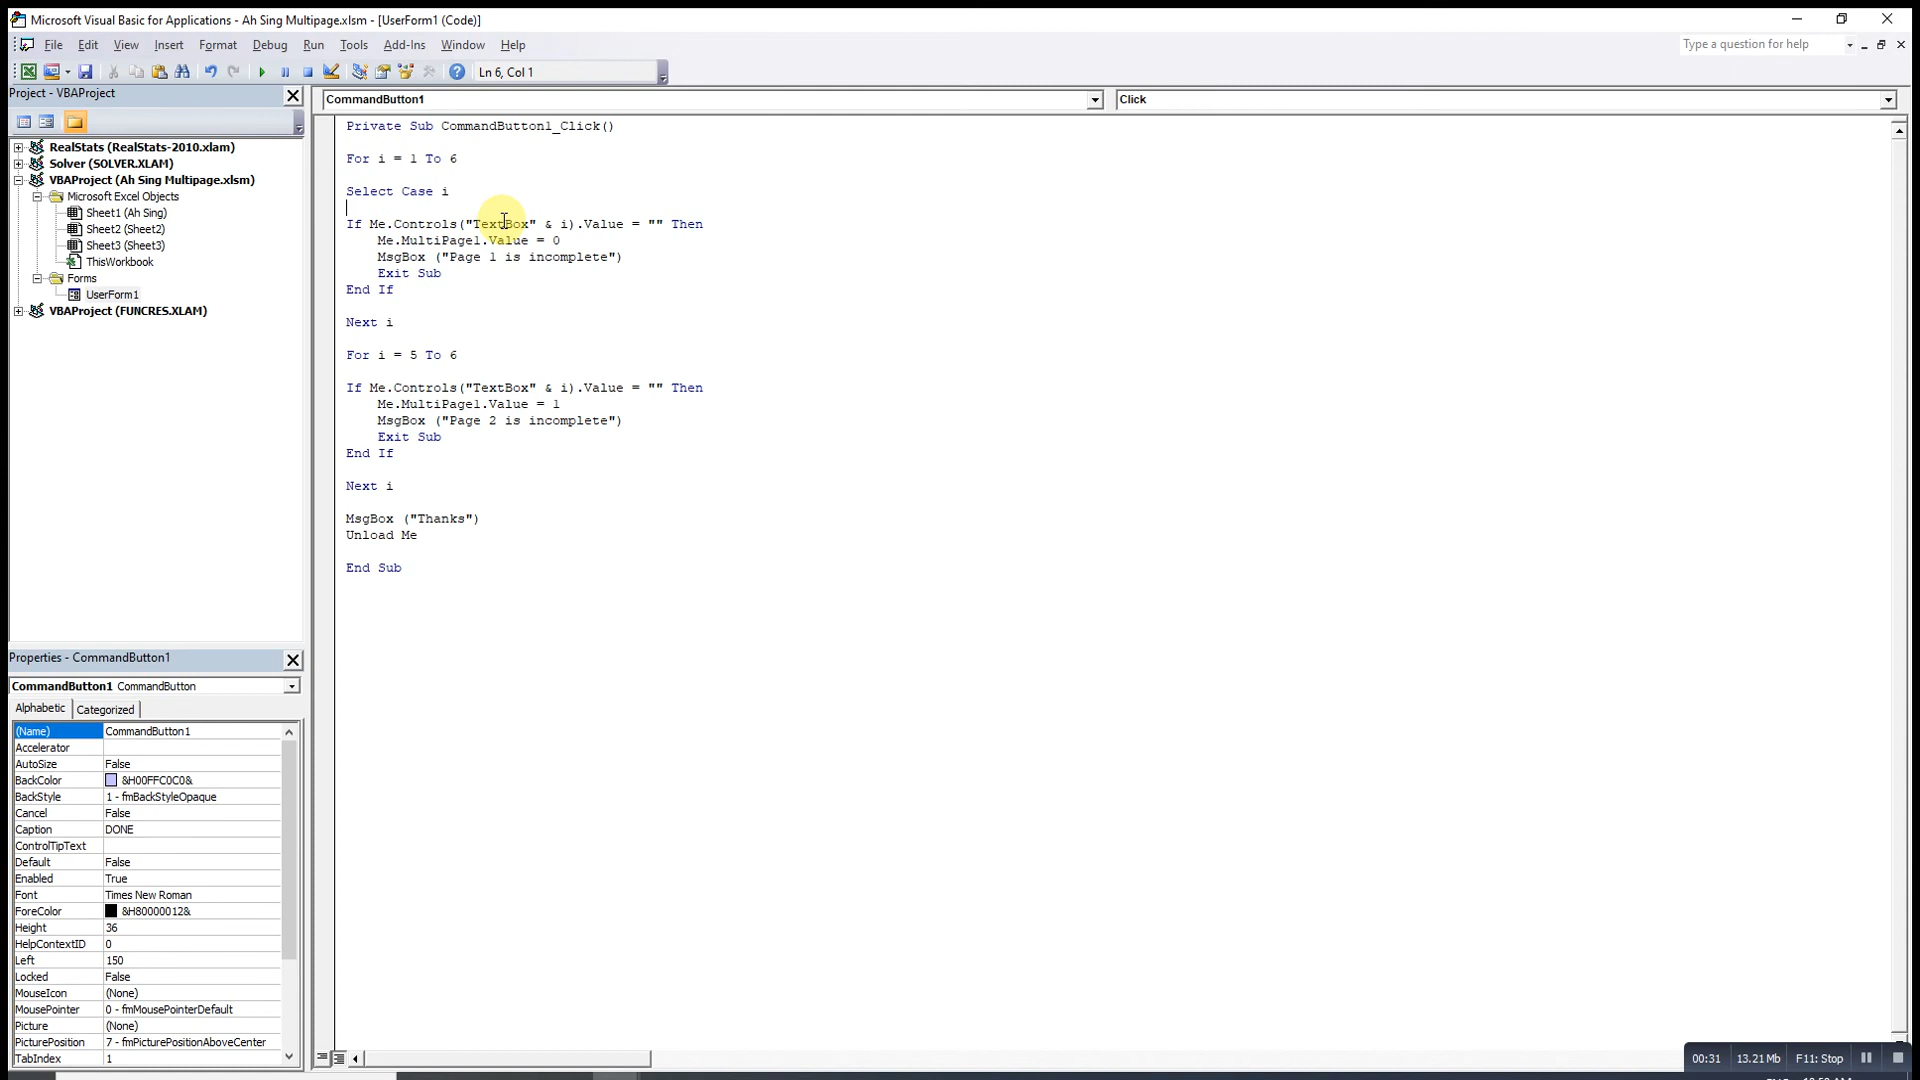 Microsoft Visual Basic for Applications - Ah Sing Multipage.xlsm - [UserForm1 (Code)]
File Edit View Insert Format Debug Run Tools Add-Ins Window Help
Type a question for help
Ln 6, Col 1
Project - VBAProject
RealStats (RealStats-2010.xlam)
Solver (SOLVER.XLAM)
VBAProject (Ah Sing Multipage.xlsm)
Microsoft Excel Objects
Sheet1 (Ah Sing)
Sheet2 (Sheet2)
Sheet3 (Sheet3)
ThisWorkbook
Forms
UserForm1
VBAProject (FUNCRES.XLAM)
Properties - CommandButton1
CommandButton1 CommandButton
Alphabetic Categorized
(Name) CommandButton1
Accelerator
AutoSize False
BackColor &H00FFC0C0&
BackStyle 1 - fmBackStyleOpaque
Cancel False
Caption DONE
ControlTipText
Default False
Enabled True
Font Times New Roman
ForeColor &H80000012&
Height 36
HelpContextID 0
Left 150
Locked False
MouseIcon (None)
MousePointer 0 - fmMousePointerDefault
Picture (None)
PicturePosition 7 - fmPicturePositionAboveCenter
TabIndex 1
CommandButton1 Click
Private Sub CommandButton1_Click()
For i = 1 To 6
Select Case i
If Me.Controls("TextBox" & i).Value = "" Then
Me.MultiPage1.Value = 0
MsgBox ("Page 1 is incomplete")
Exit Sub
End If
Next i
For i = 5 To 6
If Me.Controls("TextBox" & i).Value = "" Then
Me.MultiPage1.Value = 1
MsgBox ("Page 2 is incomplete")
Exit Sub
End If
Next i
MsgBox ("Thanks")
Unload Me
End Sub
00:31 13.21 Mb F11: Stop